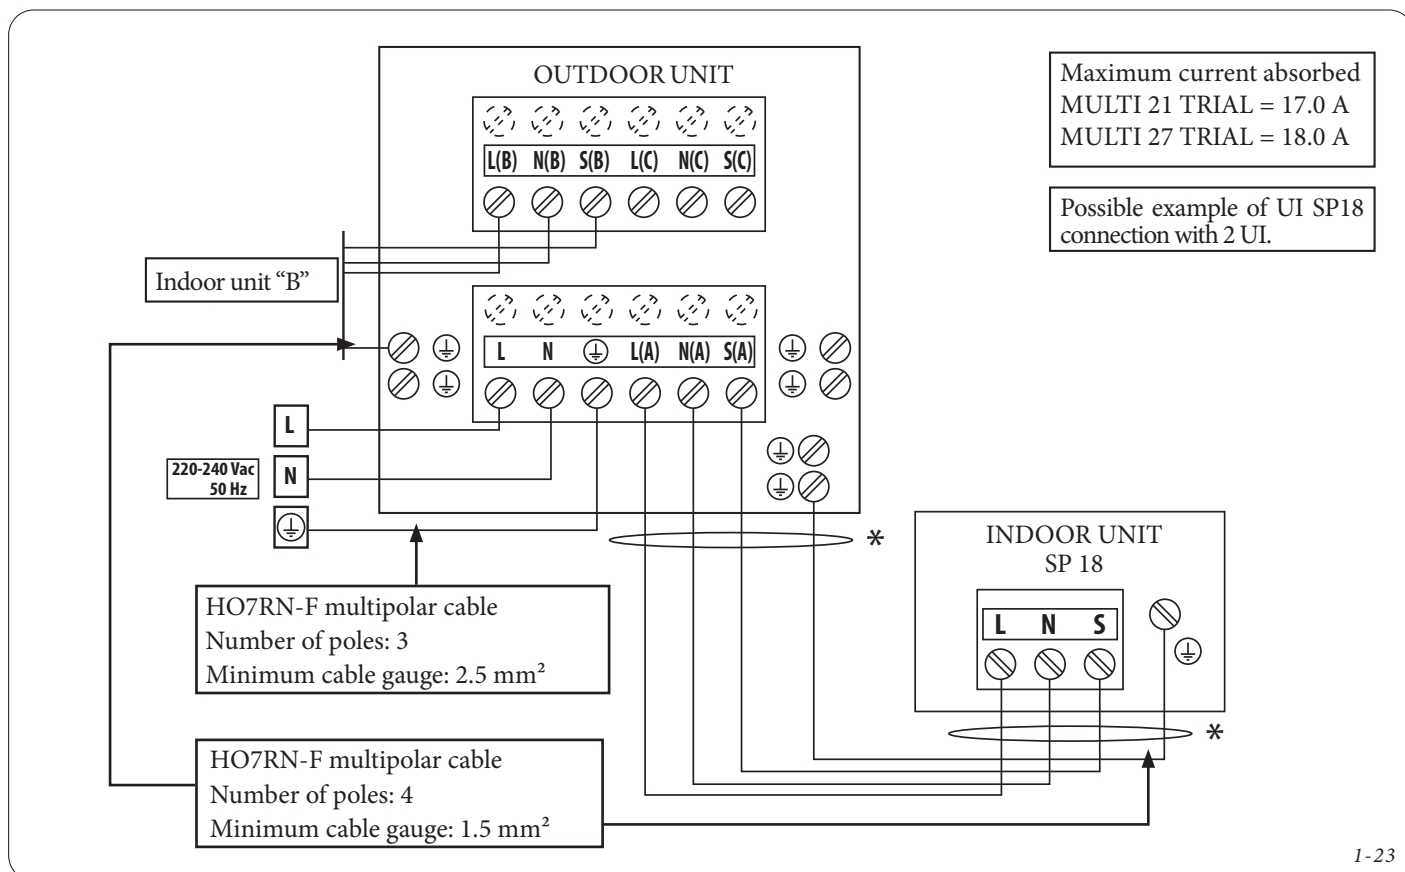 OUTDOOR UNIT
L(B) N(B) S(B) L(C) N(C) S(C)
Maximum current absorbed
MULTI 21 TRIAL = 17.0 A
MULTI 27 TRIAL = 18.0 A
Possible example of UI SP18
connection with 2 UI.
Indoor unit “B”
L N L(A) N(A) S(A)
L
220-240 Vac
50 Hz
N
*
INDOOR UNIT
SP 18
L N S
*
HO7RN-F multipolar cable
Number of poles: 3
Minimum cable gauge: 2.5 mm²
HO7RN-F multipolar cable
Number of poles: 4
Minimum cable gauge: 1.5 mm²
1-23